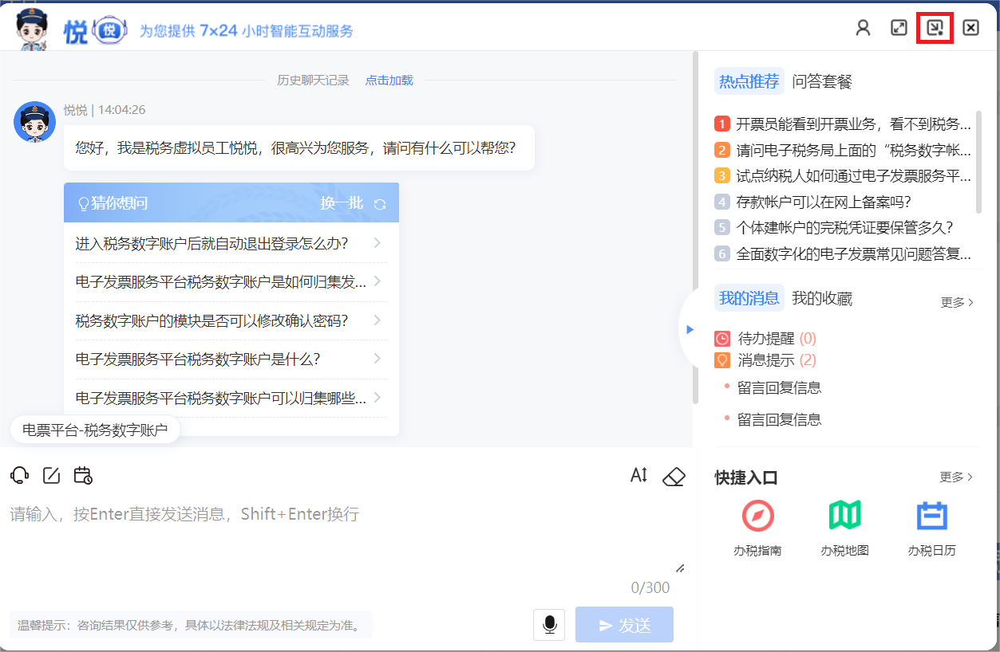 悦悦 为您提供 7×24 小时智能互动服务
历史聊天记录 点击加载
悦悦 | 14:04:26
您好，我是税务虚拟员工悦悦，很高兴为您服务，请问有什么可以帮您？
猜你想问 换一批
进入税务数字账户后就自动退出登录怎么办？
电子发票服务平台税务数字账户是如何归集发...
税务数字账户的模块是否可以修改确认密码？
电子发票服务平台税务数字账户是什么？
电子发票服务平台税务数字账户可以归集哪些...
电票平台-税务数字账户
请输入，按Enter直接发送消息，Shift+Enter换行
0/300
温馨提示：咨询结果仅供参考，具体以法律法规及相关规定为准。
发送
热点推荐 问答套餐
1 开票员能看到开票业务，看不到税务...
2 请问电子税务局上面的“税务数字帐...
3 试点纳税人如何通过电子发票服务平...
4 存款帐户可以在网上备案吗？
5 个体建帐户的完税凭证要保管多久？
6 全面数字化的电子发票常见问题答复...
我的消息 我的收藏 更多
待办提醒 (0)
消息提示 (2)
留言回复信息
留言回复信息
快捷入口 更多
办税指南 办税地图 办税日历